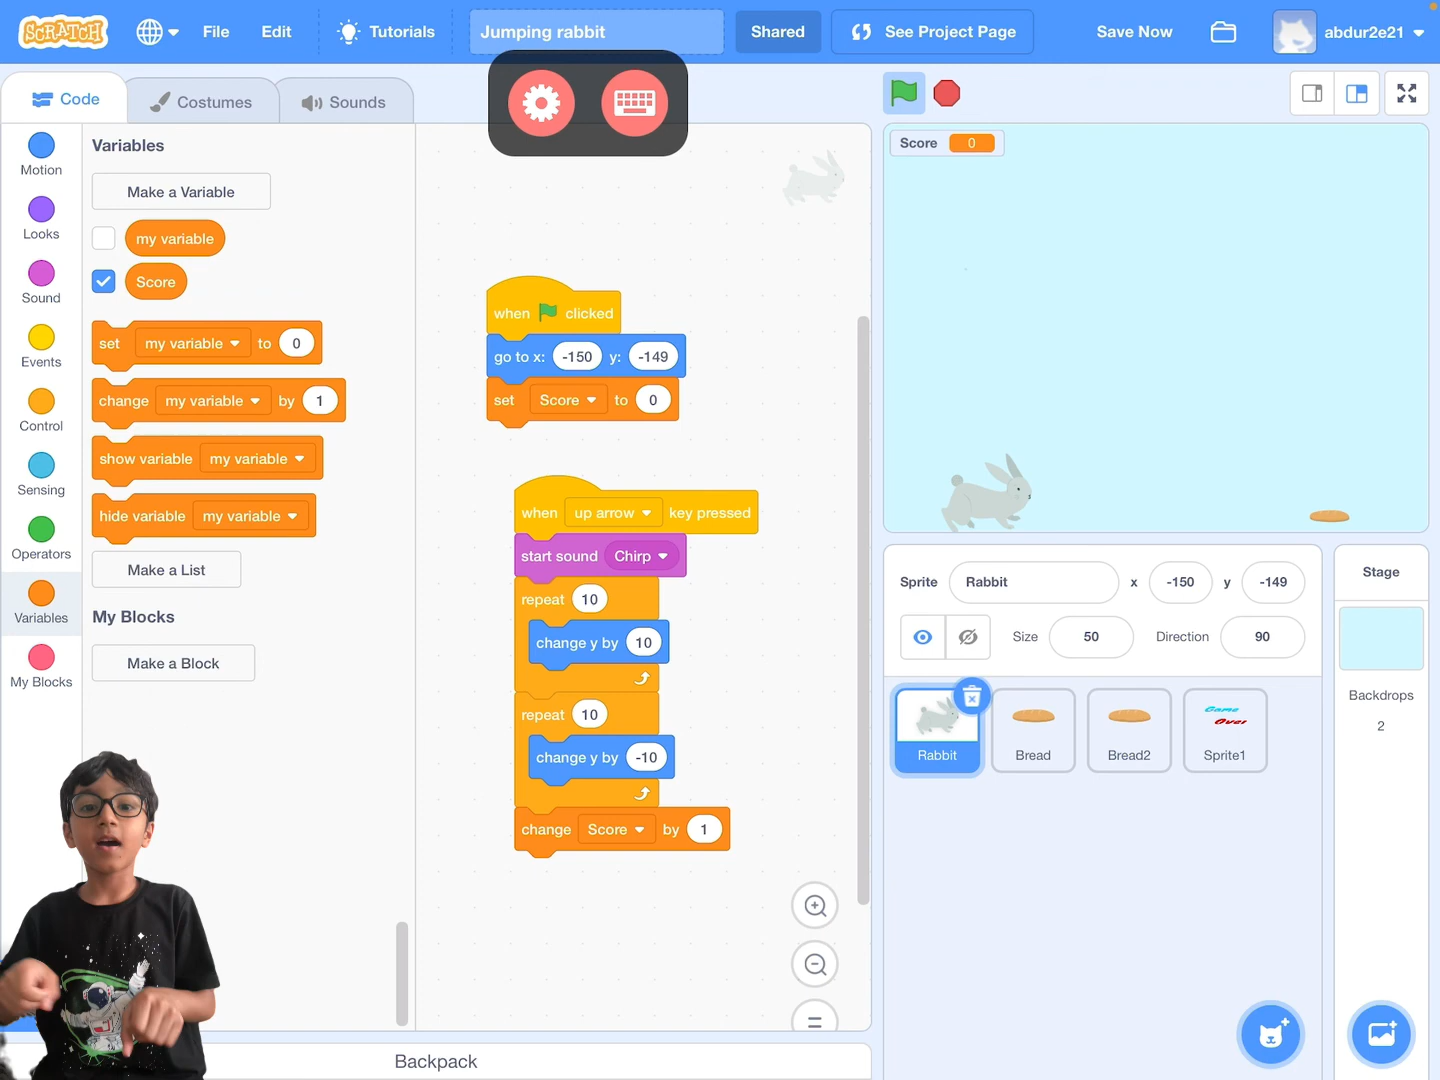 SCRATCH
File
Edit
Tutorials
Jumping rabbit
Shared
See Project Page
Save Now
abdur2e21
Code
Costumes
Sounds
Motion
Looks
Sound
Events
Control
Sensing
Operators
Variables
My Blocks
Variables
Make a Variable
my variable
Score
set my variable to 0
change my variable by 1
show variable my variable
hide variable my variable
Make a List
My Blocks
Make a Block
when clicked
go to x: -150 y: -149
set Score to 0
when up arrow key pressed
start sound Chirp
repeat 10
change y by 10
repeat 10
change y by -10
change Score by 1
Backpack
Score 0
Sprite Rabbit x -150 y -149
Size 50 Direction 90
Rabbit
Bread
Bread2
Game
Over
Sprite1
Stage
Backdrops
2